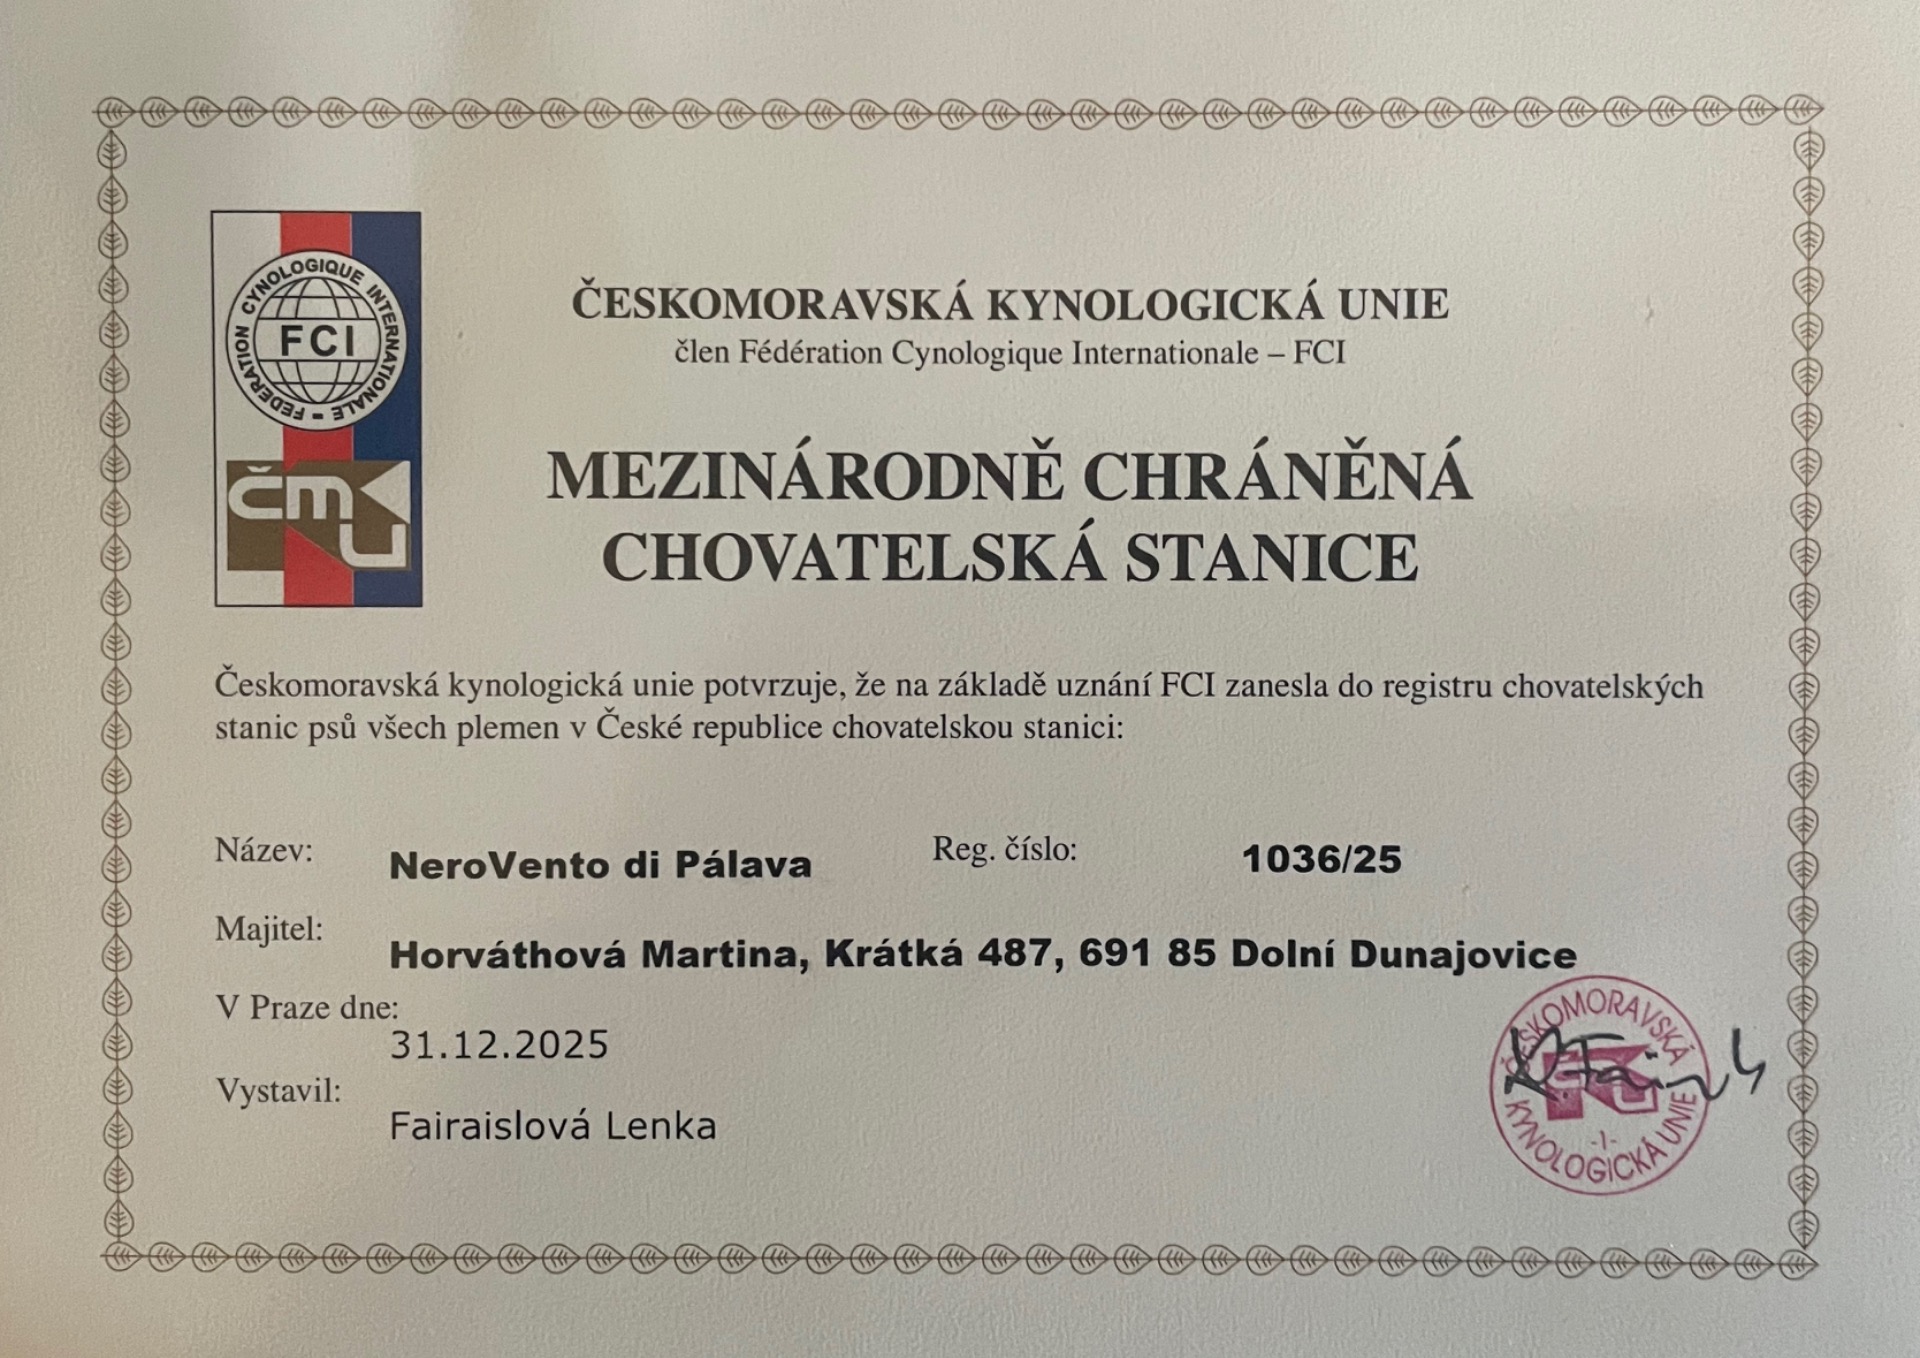 FEDERATION CYNOLOGIQUE INTERNATIONALE –
FCI
ČMKU
ČESKOMORAVSKÁ KYNOLOGICKÁ UNIE
člen Fédération Cynologique Internationale – FCI
MEZINÁRODNĚ CHRÁNĚNÁ
CHOVATELSKÁ STANICE
Českomoravská kynologická unie potvrzuje, že na základě uznání FCI zanesla do registru chovatelských
stanic psů všech plemen v České republice chovatelskou stanici:
Název: NeroVento di Pálava Reg. číslo: 1036/25
Majitel: Horváthová Martina, Krátká 487, 691 85 Dolní Dunajovice
V Praze dne:
31.12.2025
Vystavil:
Fairaislová Lenka
ČESKOMORAVSKÁ
KYNOLOGICKÁ UNIE
-1-